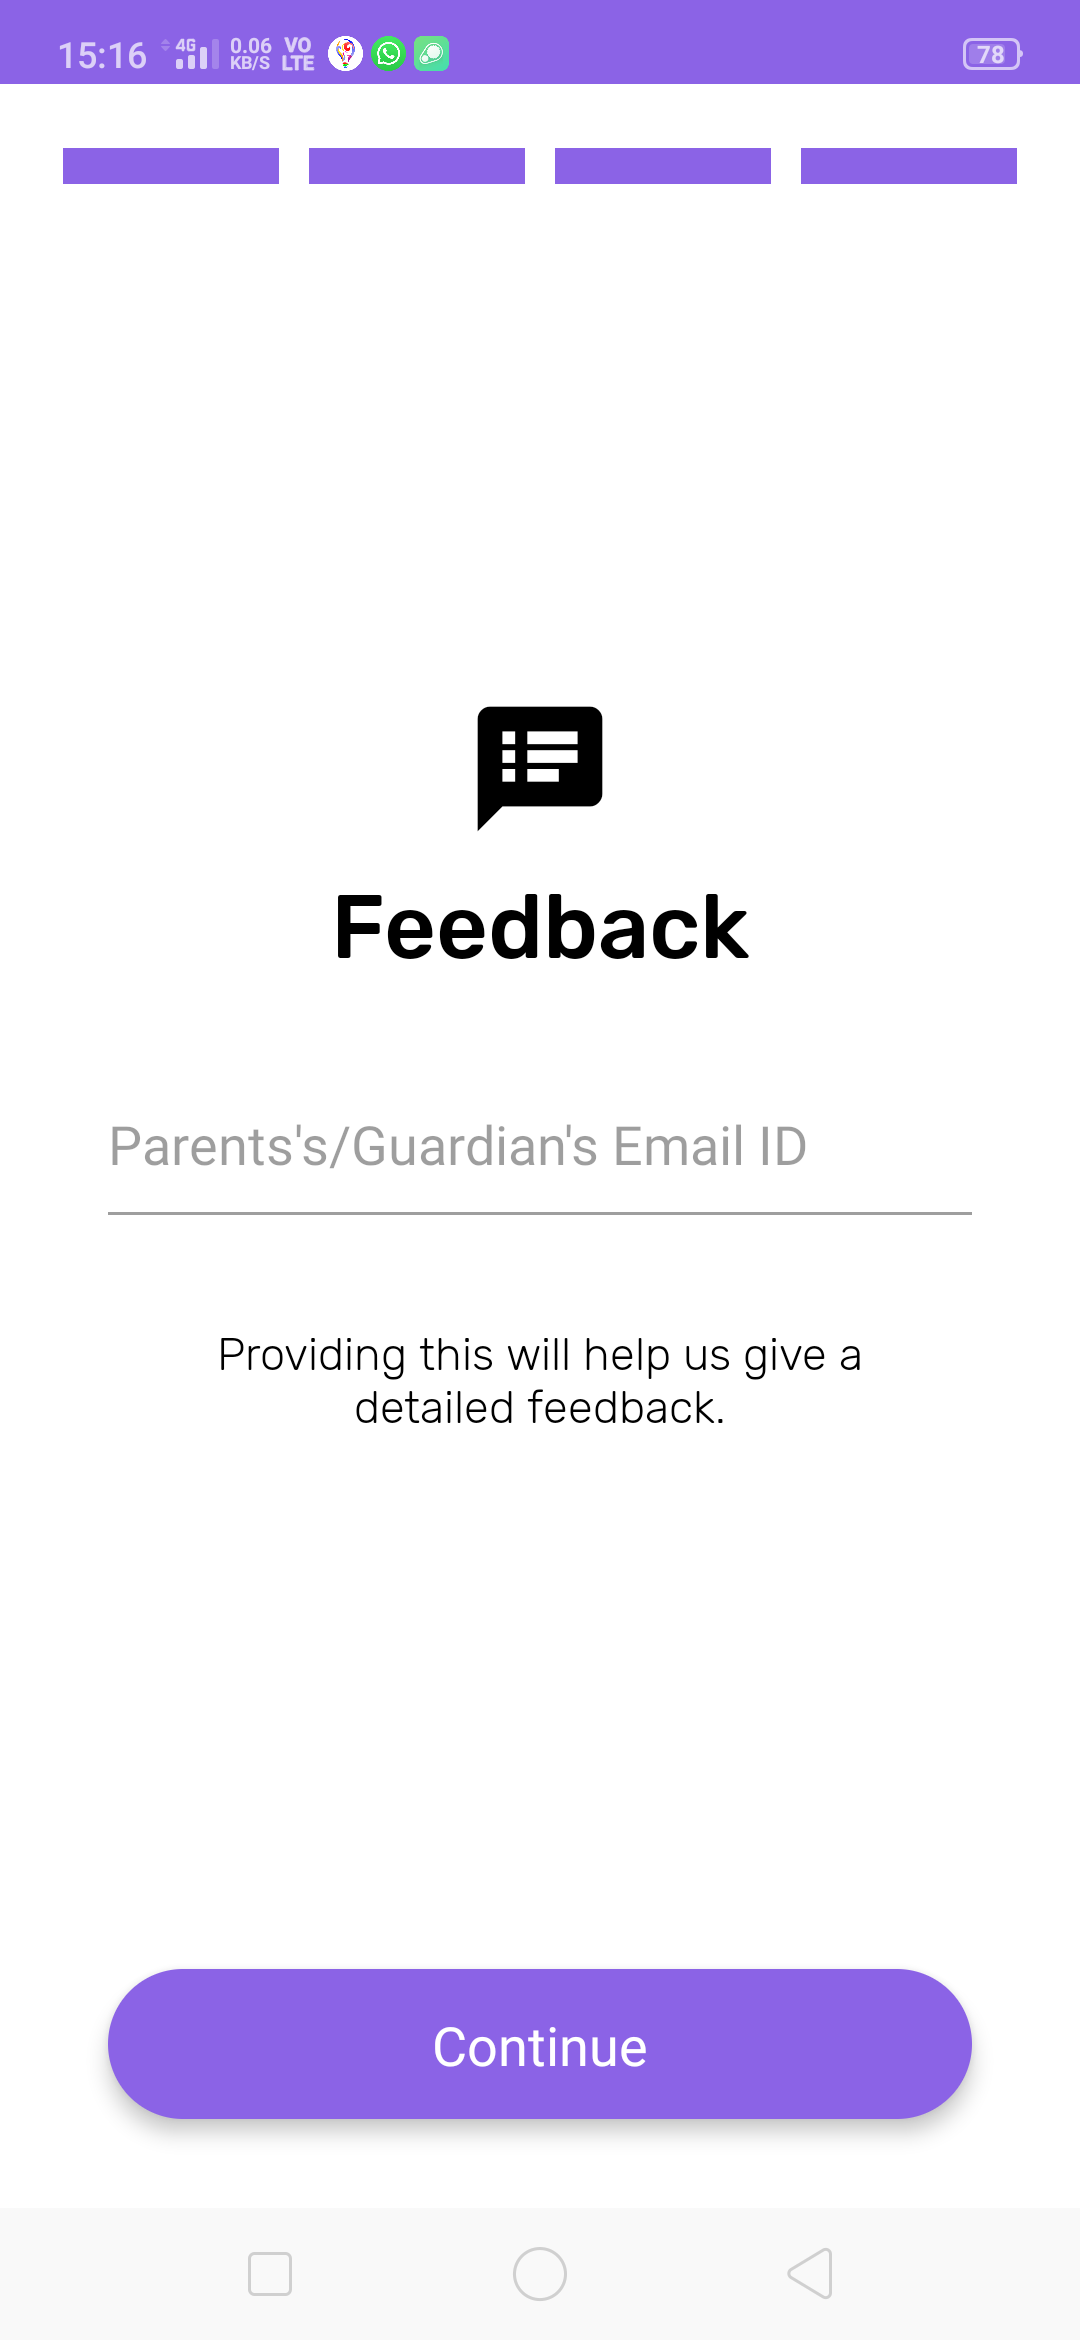 15:16 4G 0.06 KB/S VO LTE 78
Feedback
Parents's/Guardian's Email ID
Providing this will help us give a
detailed feedback.
Continue